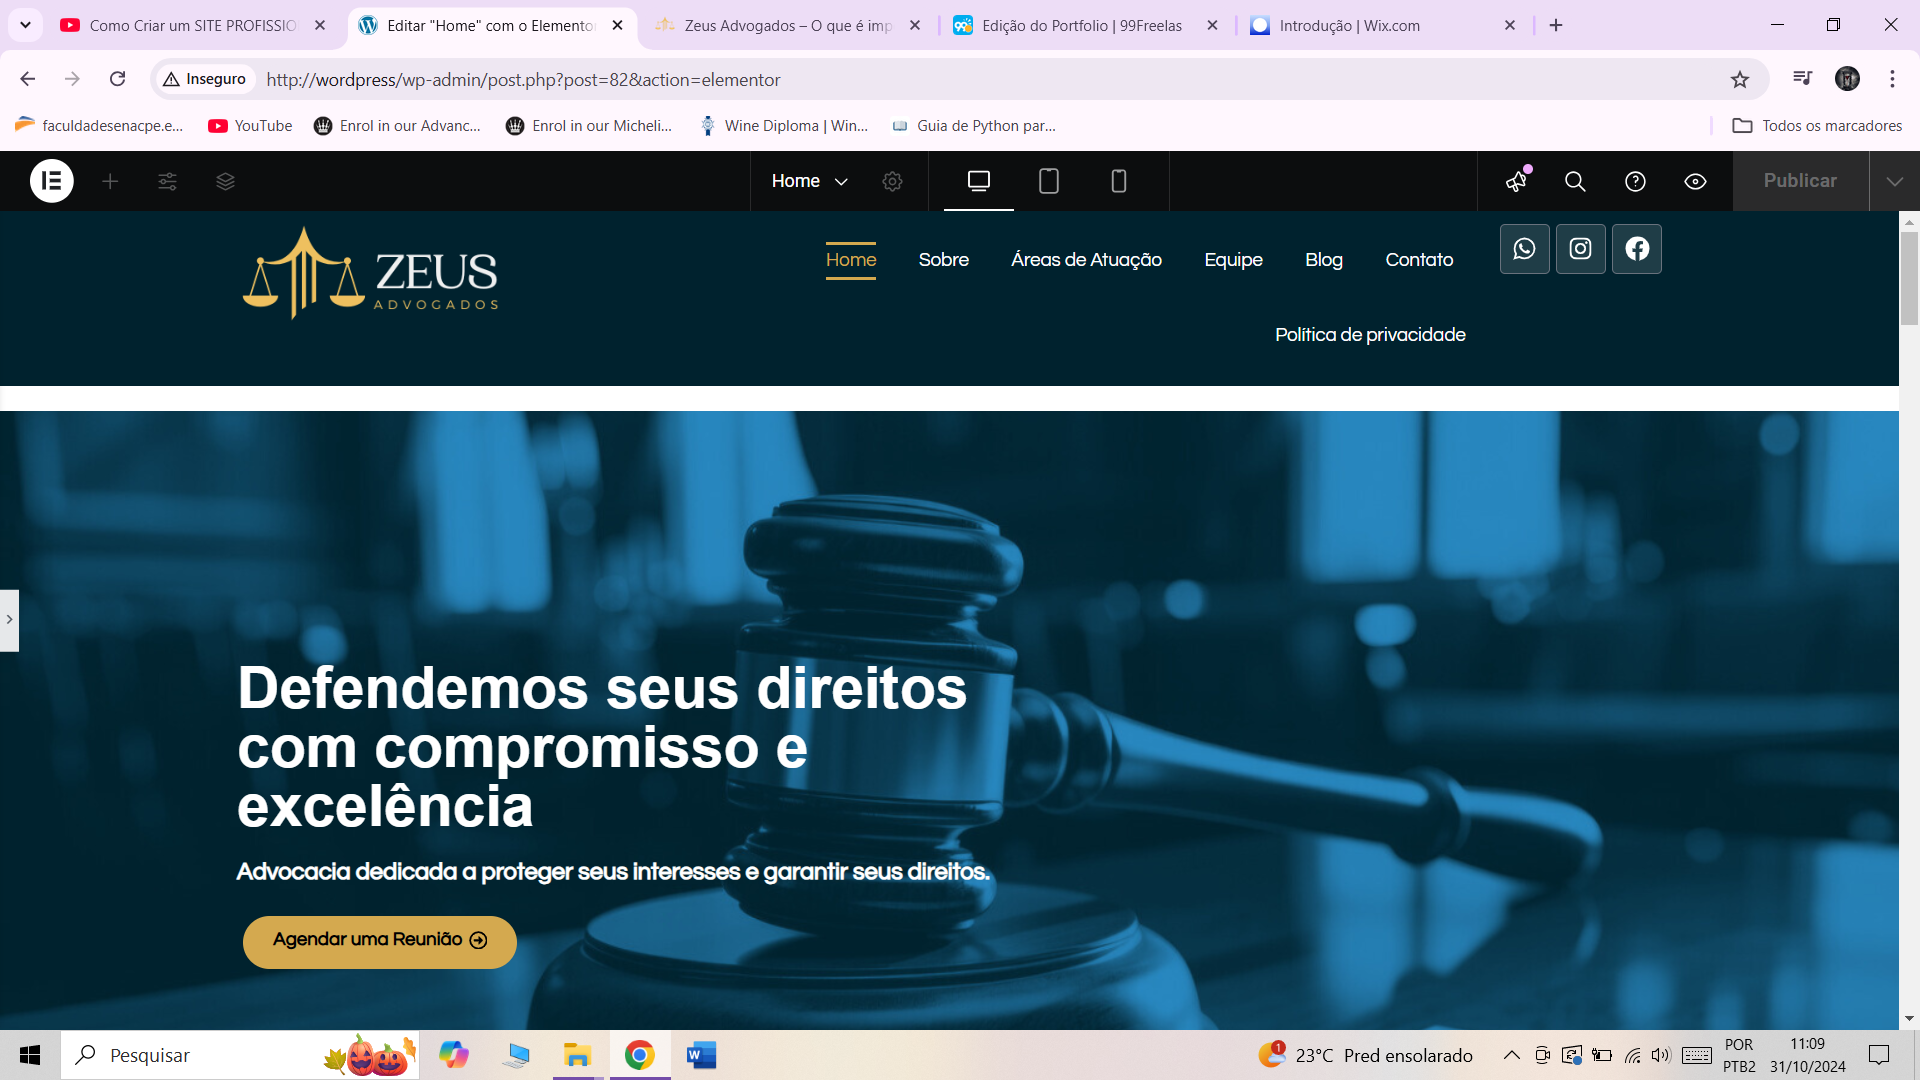 Como Criar um SITE PROFISSIO
Editar "Home" com o Elementor
Zeus Advogados – O que é imp
Edição do Portfolio | 99Freelas
Introdução | Wix.com
Inseguro
http://wordpress/wp-admin/post.php?post=82&action=elementor
faculdadesenacpe.e...
YouTube
Enrol in our Advanc...
Enrol in our Micheli...
Wine Diploma | Win...
Guia de Python par...
Todos os marcadores
Home
Publicar
ZEUS
ADVOGADOS
Home
Sobre
Áreas de Atuação
Equipe
Blog
Contato
Política de privacidade
Defendemos seus direitos
com compromisso e
excelência
Advocacia dedicada a proteger seus interesses e garantir seus direitos.
Agendar uma Reunião
Pesquisar
1
23°C Pred ensolarado
POR
PTB2
11:09
31/10/2024